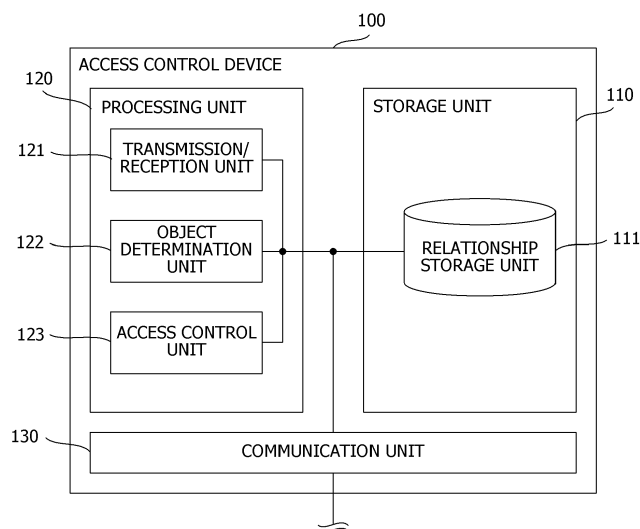 100
ACCESS CONTROL DEVICE
120
PROCESSING UNIT
STORAGE UNIT
110
121
TRANSMISSION/
RECEPTION UNIT
122
OBJECT
DETERMINATION
UNIT
RELATIONSHIP
STORAGE UNIT
111
123
ACCESS CONTROL
UNIT
130
COMMUNICATION UNIT